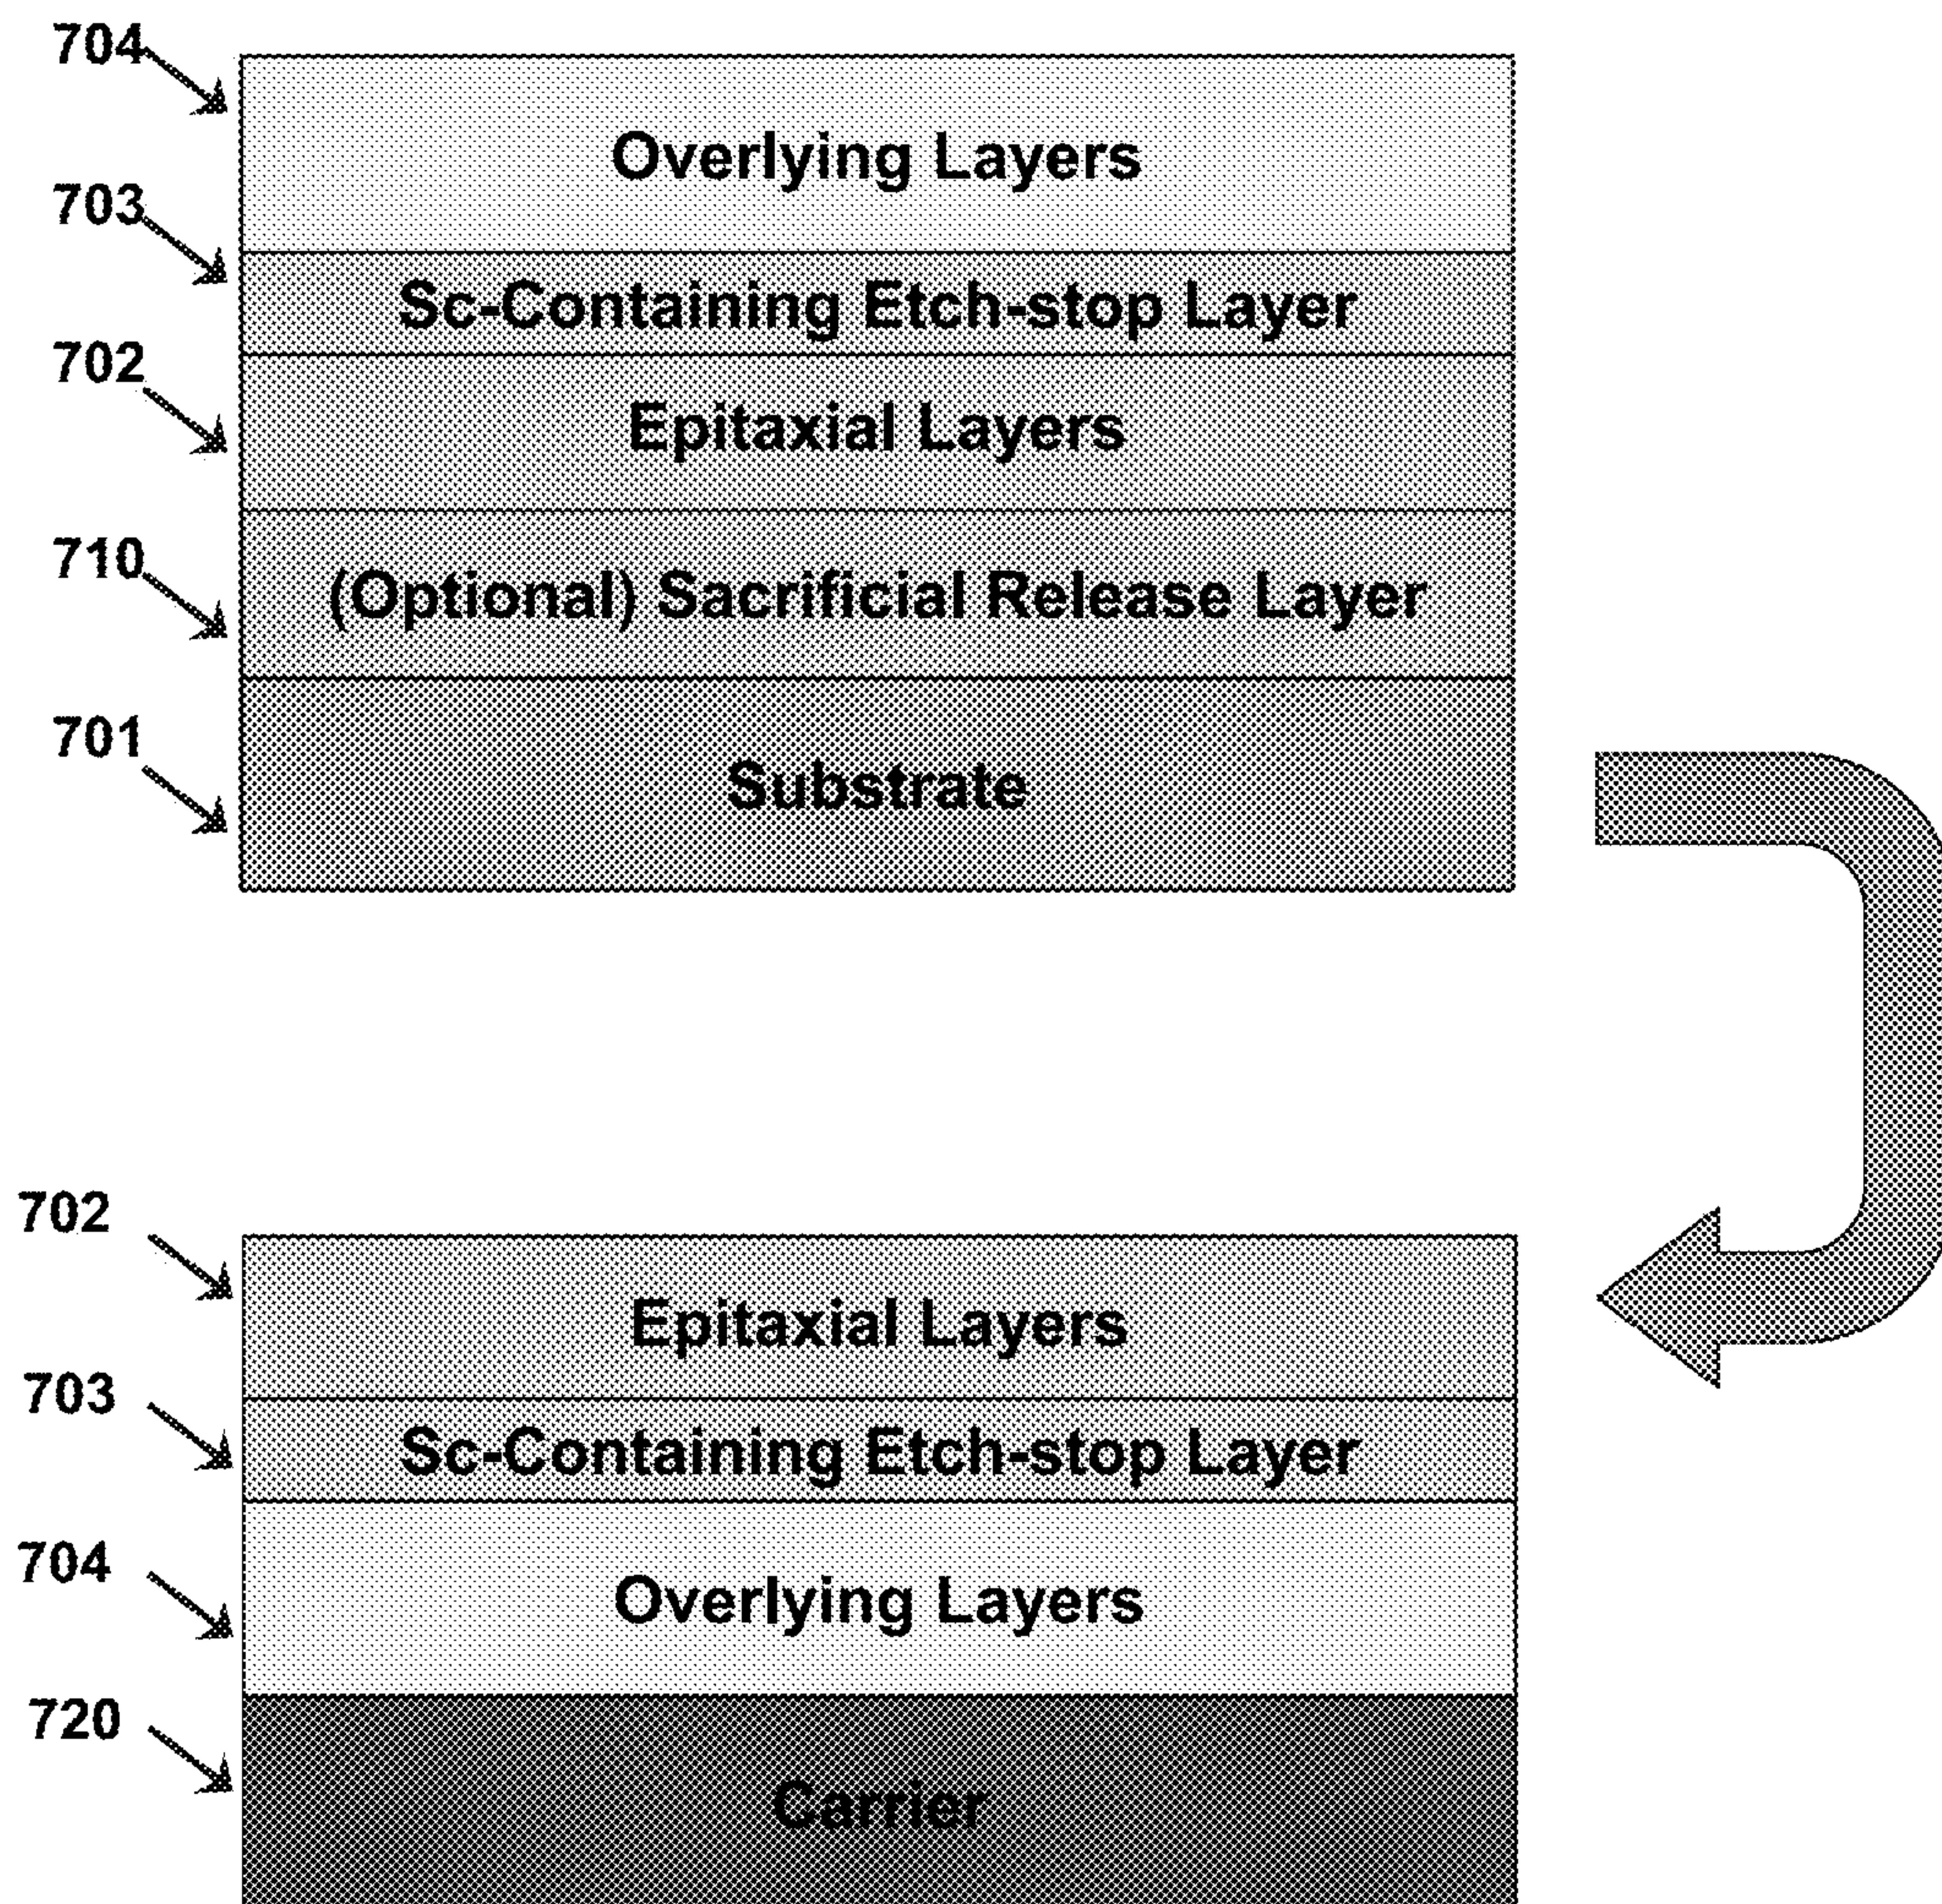 704
Overlying Layers
703
Sc-Containing Etch-stop Layer
702
Epitaxial Layers
710
(Optional) Sacrificial Release Layer
701
Substrate
702
Epitaxial Layers
703
Sc-Containing Etch-stop Layer
704
Overlying Layers
720
Carrier